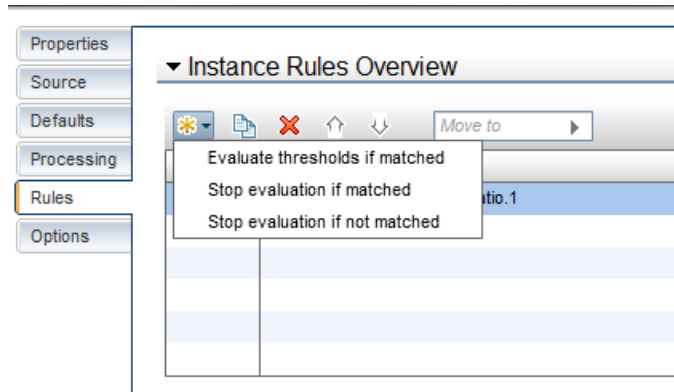 Properties
Source
Defaults
Processing
Rules
Options
Instance Rules Overview
Move to
Evaluate thresholds if matched
Stop evaluation if matched
Stop evaluation if not matched
atio.1